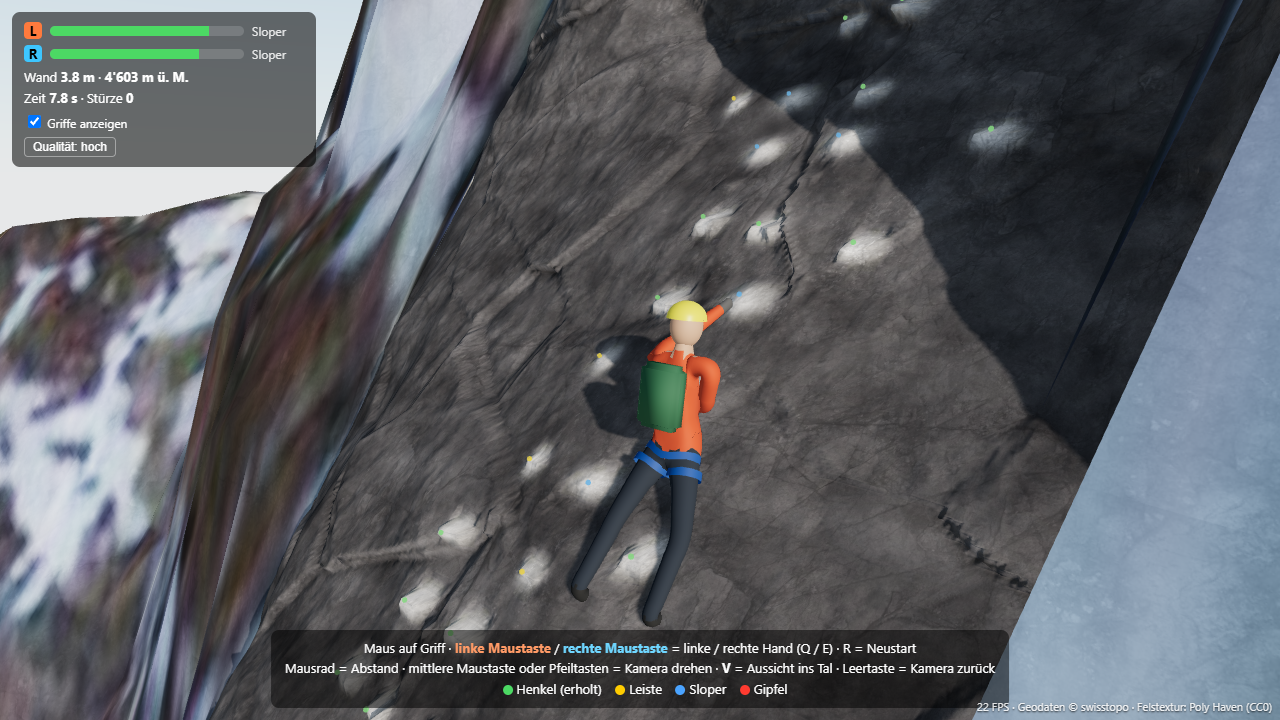 L Sloper
R Sloper
Wand 3.8 m · 4'603 m ü. M.
Zeit 7.8 s · Stürze 0
Griffe anzeigen
Qualität: hoch
Maus auf Griff · linke Maustaste / rechte Maustaste = linke / rechte Hand (Q / E) · R = Neustart
Mausrad = Abstand · mittlere Maustaste oder Pfeiltasten = Kamera drehen · V = Aussicht ins Tal · Leertaste = Kamera zurück
Henkel (erholt) Leiste Sloper Gipfel
22 FPS · Geodaten © swisstopo · Felstextur: Poly Haven (CC0)